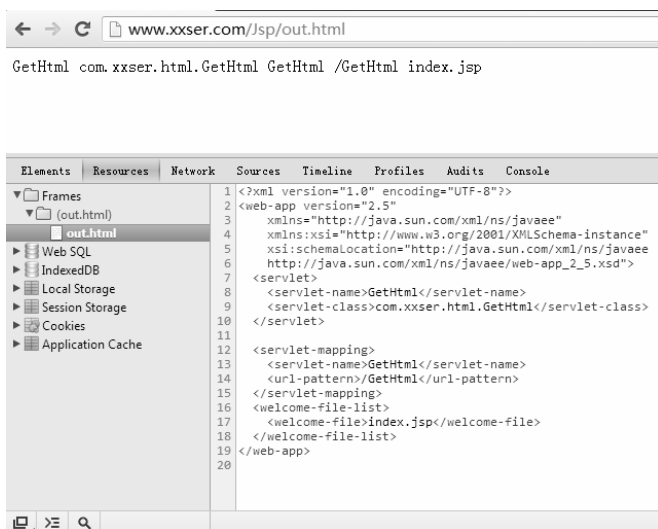 www.xxser.com/Jsp/out.html
GetHtml com.xxser.html.GetHtml GetHtml /GetHtml index.jsp
Elements Resources Network Sources Timeline Profiles Audits Console
Frames
(out.html)
out.html
Web SQL
IndexedDB
Local Storage
Session Storage
Cookies
Application Cache
1 <?xml version="1.0" encoding="UTF-8"?>
2 <web-app version="2.5"
3 xmlns="http://java.sun.com/xml/ns/javaee"
4 xmlns:xsi="http://www.w3.org/2001/XMLSchema-instance"
5 xsi:schemaLocation="http://java.sun.com/xml/ns/javaee
6 http://java.sun.com/xml/ns/javaee/web-app_2_5.xsd">
7 <servlet>
8 <servlet-name>GetHtml</servlet-name>
9 <servlet-class>com.xxser.html.GetHtml</servlet-class>
10 </servlet>
11
12 <servlet-mapping>
13 <servlet-name>GetHtml</servlet-name>
14 <url-pattern>/GetHtml</url-pattern>
15 </servlet-mapping>
16 <welcome-file-list>
17 <welcome-file>index.jsp</welcome-file>
18 </welcome-file-list>
19 </web-app>
20